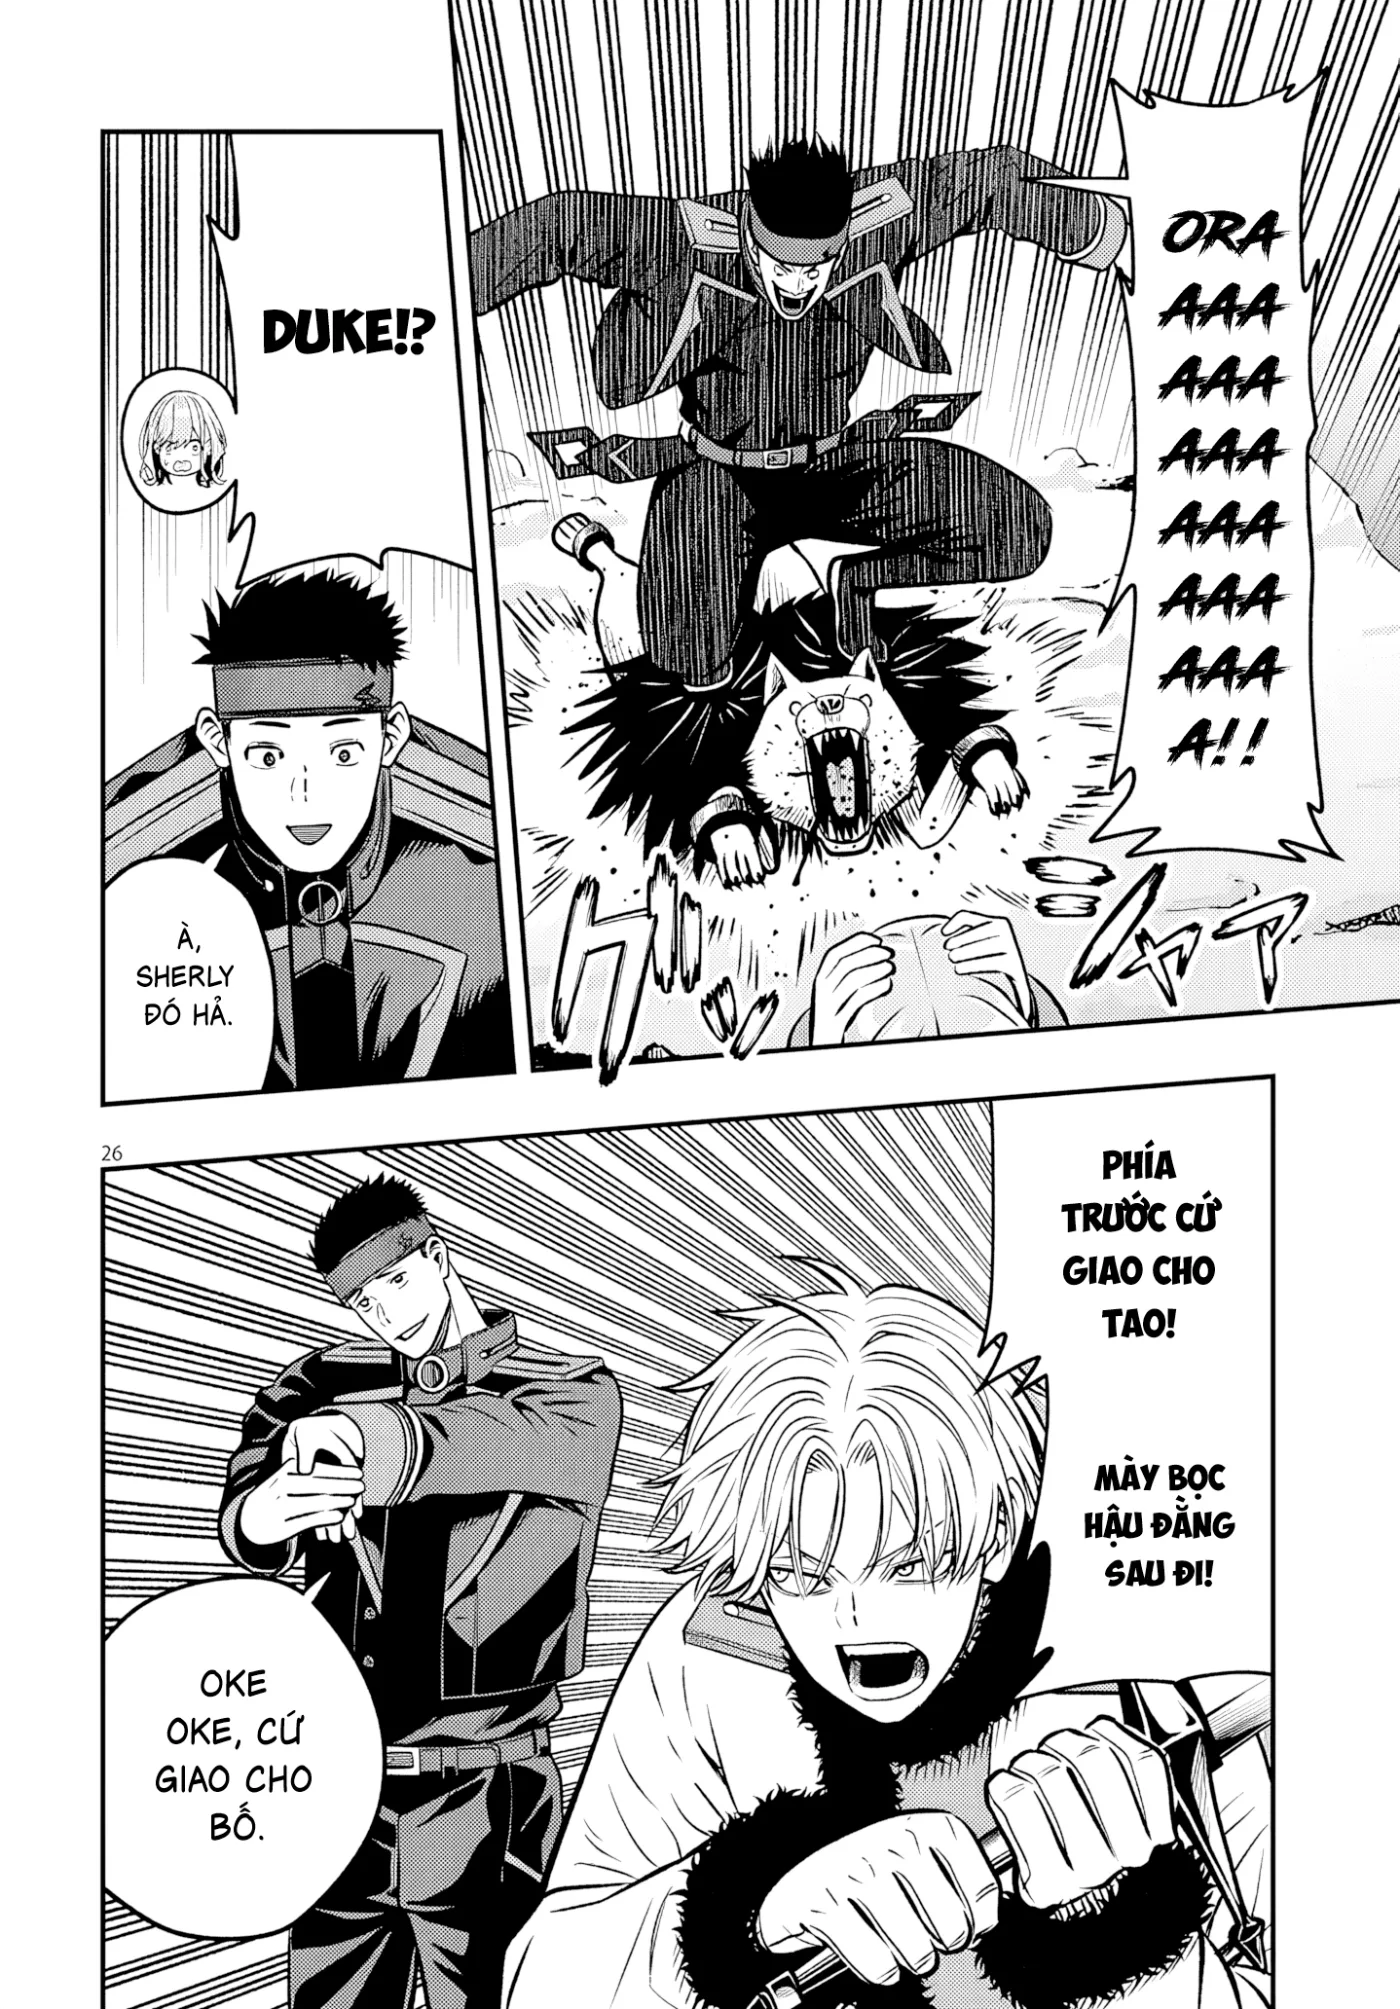 ORA
AAA
AAA
AAA
AAA
AAA
AAA
A!!
DUKE!?
À,
SHERLY
ĐÓ HẢ.
26
PHÍA
TRƯỚC CỨ
GIAO CHO
TAO!
MÀY BỌC
HẬU ĐẰNG
SAU ĐI!
OKE
OKE, CỨ
GIAO CHO
BỐ.